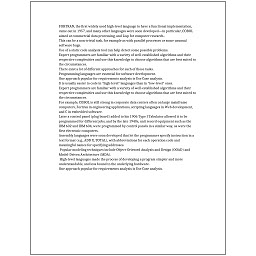 FORTRAN, the first widely used high-level language to have a functional implementation,
came out in 1957, and many other languages were soon developed—in particular, COBOL
aimed at commercial data processing, and Lisp for computer research.
This can be a non-trivial task, for example as with parallel processes or some unusual
software bugs.
Use of a static code analysis tool can help detect some possible problems.
Expert programmers are familiar with a variety of well-established algorithms and their
respective complexities and use this knowledge to choose algorithms that are best suited to
the circumstances.
There exist a lot of different approaches for each of those tasks.
Programming languages are essential for software development.
One approach popular for requirements analysis is Use Case analysis.
It is usually easier to code in "high-level" languages than in "low-level" ones.
Expert programmers are familiar with a variety of well-established algorithms and their
respective complexities and use this knowledge to choose algorithms that are best suited to
the circumstances.
For example, COBOL is still strong in corporate data centers often on large mainframe
computers, Fortran in engineering applications, scripting languages in Web development,
and C in embedded software.
Later a control panel (plug board) added to his 1906 Type I Tabulator allowed it to be
programmed for different jobs, and by the late 1940s, unit record equipment such as the
IBM 602 and IBM 604, were programmed by control panels in a similar way, as were the
first electronic computers.
Assembly languages were soon developed that let the programmer specify instruction in a
text format (e.g., ADD X, TOTAL), with abbreviations for each operation code and
meaningful names for specifying addresses.
Popular modeling techniques include Object-Oriented Analysis and Design (OOAD) and
Model-Driven Architecture (MDA).
High-level languages made the process of developing a program simpler and more
understandable, and less bound to the underlying hardware.
One approach popular for requirements analysis is Use Case analysis.